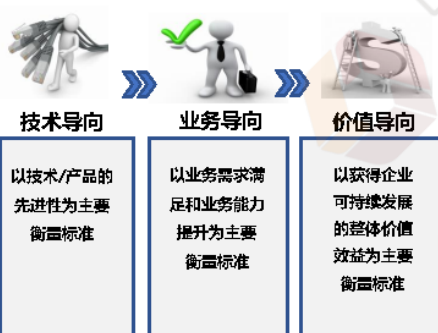 技术导向
业务导向
价值导向
以技术/产品的
先进性为主要
衡量标准
以业务需求满
足和业务能力
提升为主要
衡量标准
以获得企业
可持续发展
的整体价值
效益为主要
衡量标准